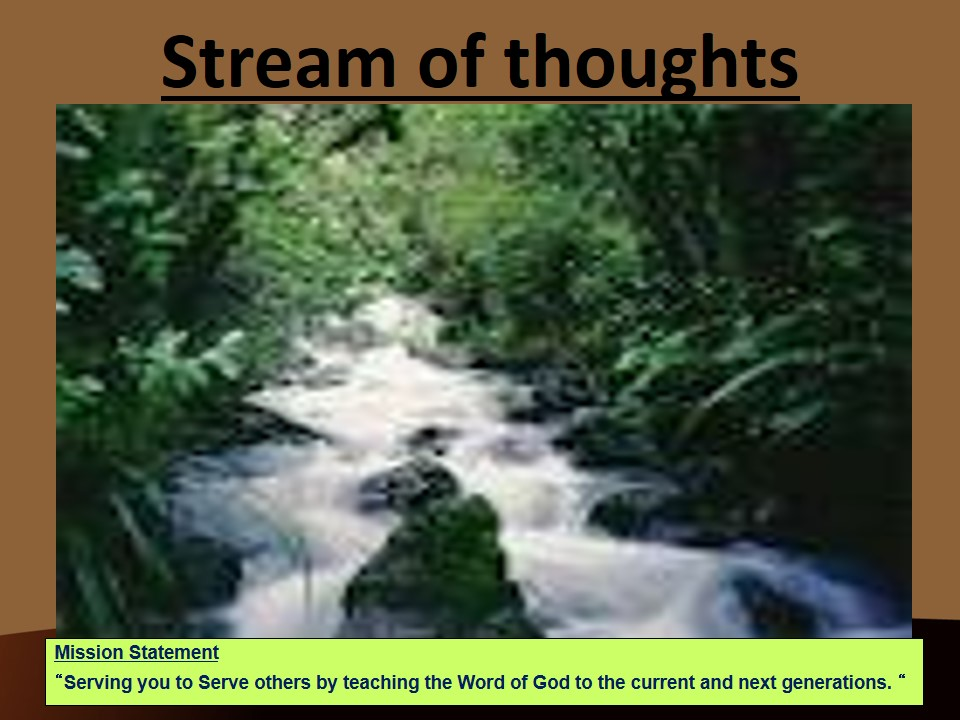 Stream of thoughts
Mission Statement
“Serving you to Serve others by teaching the Word of God to the current and next generations. “